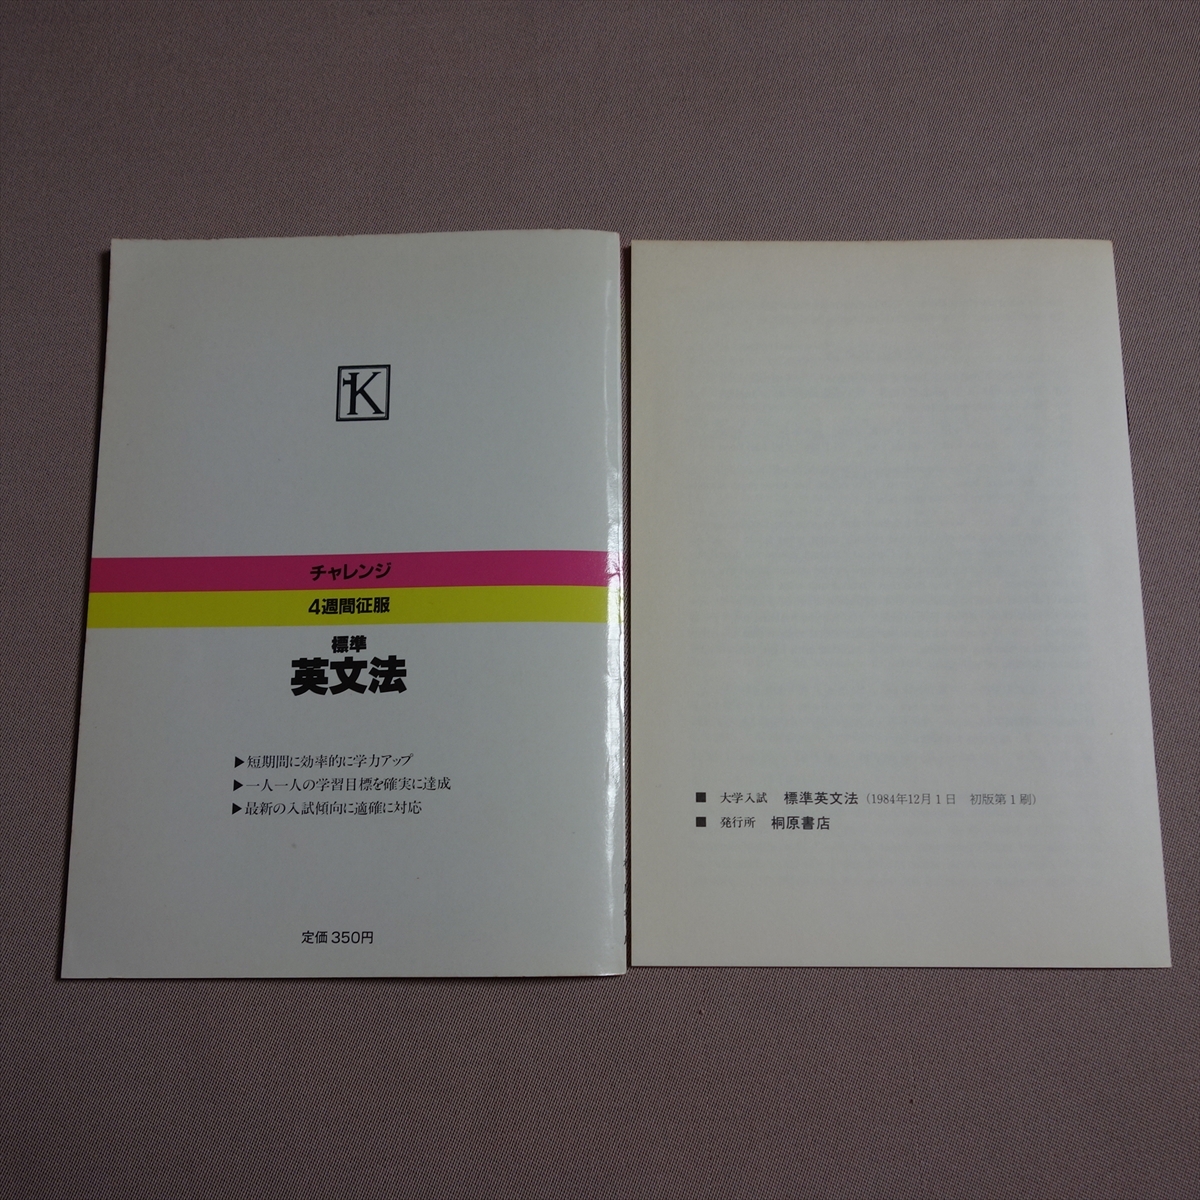 K
チャレンジ
4週間征服
標準
英文法
▶短期間に効率的に学力アップ
▶一人一人の学習目標を確実に達成
▶最新の入試傾向に適確に対応
定価 350円
■ 大学入試 標準英文法（1984年12月1日 初版第1刷）
■ 発行所 桐原書店